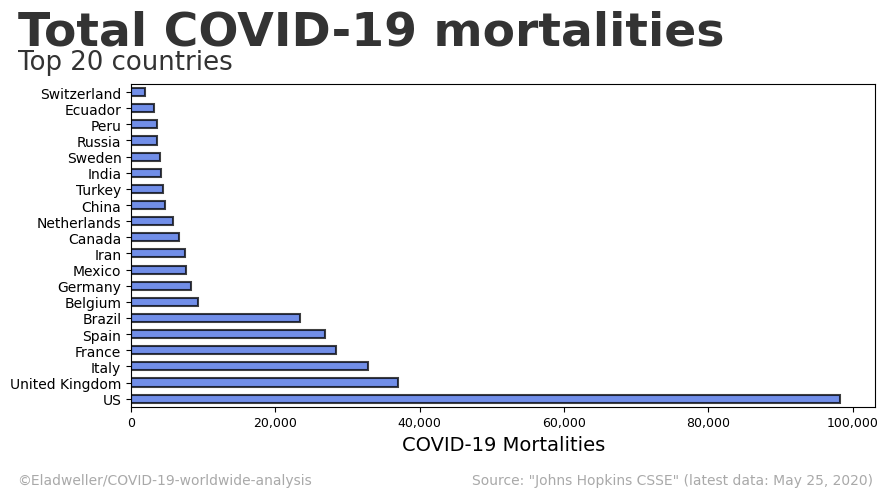 Total COVID-19 mortalities
Top 20 countries
Switzerland
Ecuador
Peru
Russia
Sweden
India
Turkey
China
Netherlands
Canada
Iran
Mexico
Germany
Belgium
Brazil
Spain
France
Italy
United Kingdom
US
0 20,000 40,000 60,000 80,000 100,000
COVID-19 Mortalities
©Eladweller/COVID-19-worldwide-analysis Source: "Johns Hopkins CSSE" (latest data: May 25, 2020)